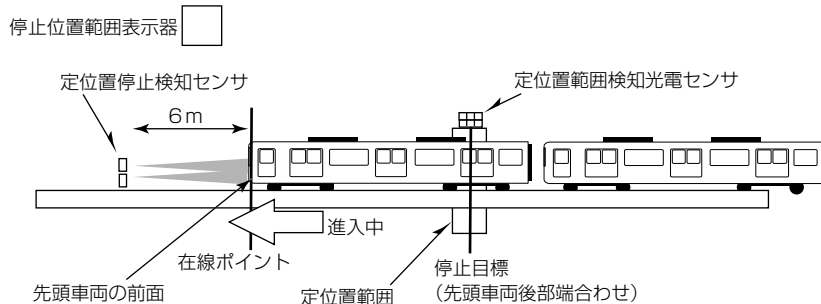 停止位置範囲表示器
定位置停止検知センサ
定位置範囲検知光電センサ
6m
進入中
在線ポイント
停止目標
先頭車両の前面
定位置範囲
(先頭車両後部端合わせ)